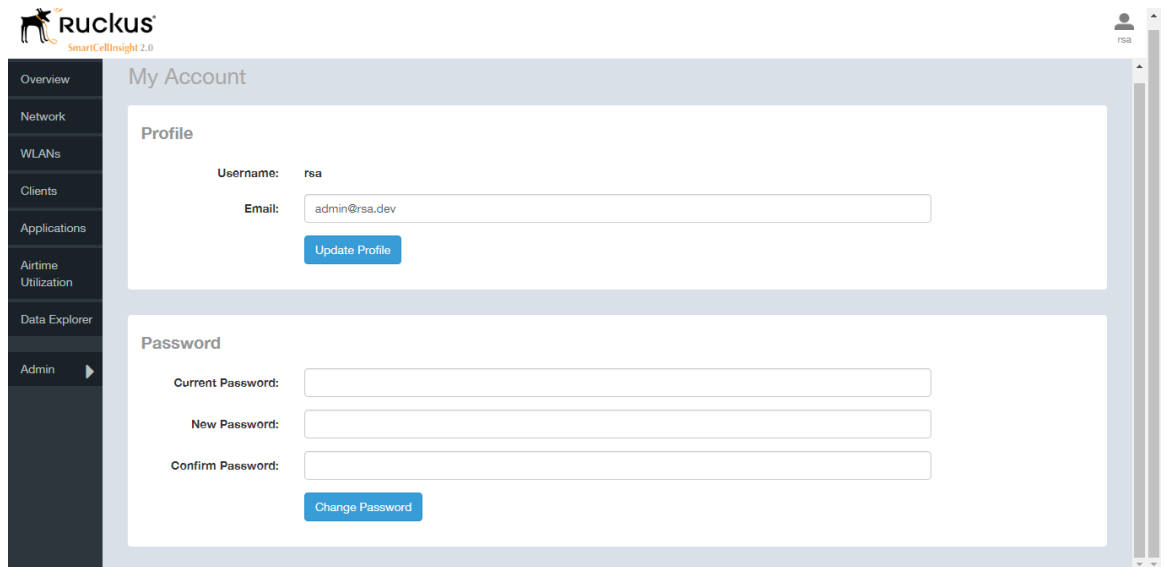 Ruckus
SmartCellInsight 2.0
rsa
Overview
Network
WLANs
Clients
Applications
Airtime
Utilization
Data Explorer
Admin
My Account
Profile
Username: rsa
Email: admin@rsa.dev
Update Profile
Password
Current Password:
New Password:
Confirm Password:
Change Password